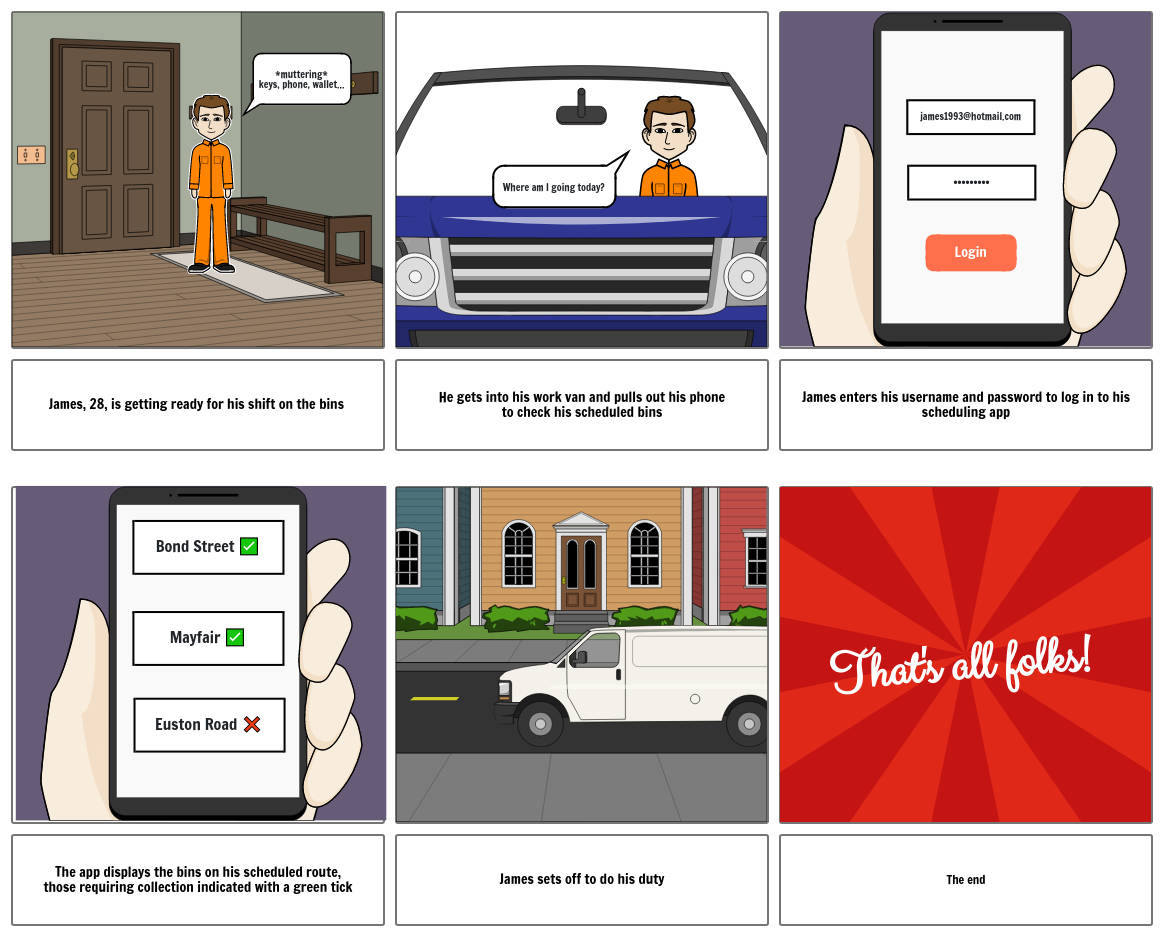 *muttering*
keys, phone, wallet...
Where am I going today?
james1993@hotmail.com
•••••••••
Login
James, 28, is getting ready for his shift on the bins
He gets into his work van and pulls out his phone
to check his scheduled bins
James enters his username and password to log in to his
scheduling app
Bond Street ✅
Mayfair ✅
Euston Road ❌
That's all folks!
The app displays the bins on his scheduled route,
those requiring collection indicated with a green tick
James sets off to do his duty
The end